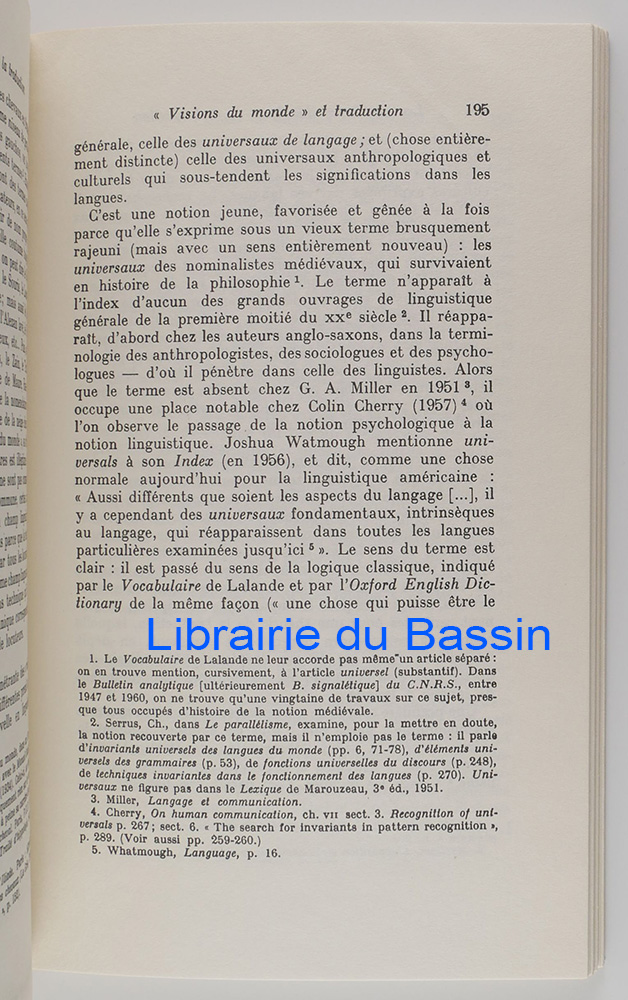 la traduction
« Visions du monde » et traduction 195
générale, celle des universaux de langage ; et (chose entière-
ment distincte) celle des universaux anthropologiques et
culturels qui sous-tendent les significations dans les
langues.
C'est une notion jeune, favorisée et gênée à la fois
parce qu'elle s'exprime sous un vieux terme brusquement
rajeuni (mais avec un sens entièrement nouveau) : les
universaux des nominalistes médiévaux, qui survivaient
en histoire de la philosophie ¹. Le terme n'apparaît à
l'index d'aucun des grands ouvrages de linguistique
générale de la première moitié du XXᵉ siècle ². Il réappa-
raît, d'abord chez les auteurs anglo-saxons, dans la termi-
nologie des anthropologistes, des sociologues et des psycho-
logues — d'où il pénètre dans celle des linguistes. Alors
que le terme est absent chez G. A. Miller en 1951 ³, il
occupe une place notable chez Colin Cherry (1957) ⁴ où
l'on observe le passage de la notion psychologique à la
notion linguistique. Joshua Watmough mentionne uni-
versals à son Index (en 1956), et dit, comme une chose
normale aujourd'hui pour la linguistique américaine :
« Aussi différents que soient les aspects du langage [...], il
y a cependant des universaux fondamentaux, intrinsèques
au langage, qui réapparaissent dans toutes les langues
particulières examinées jusqu'ici ⁵ ». Le sens du terme est
clair : il est passé du sens de la logique classique, indiqué
par le Vocabulaire de Lalande et par l'Oxford English Dic-
tionary de la même façon (« une chose qui puisse être le
Librairie du Bassin
1. Le Vocabulaire de Lalande ne leur accorde pas même un article séparé :
on en trouve mention, cursivement, à l'article universel (substantif). Dans
le Bulletin analytique [ultérieurement B. signalétique] du C.N.R.S., entre
1947 et 1960, on ne trouve qu'une vingtaine de travaux sur ce sujet, pres-
que tous occupés d'histoire de la notion médiévale.
2. Serrus, Ch., dans Le parallélisme, examine, pour la mettre en doute,
la notion recouverte par ce terme, mais il n'emploie pas le terme : il parle
d'invariants universels des langues du monde (pp. 6, 71-78), d'éléments uni-
versels des grammaires (p. 53), de fonctions universelles du discours (p. 248),
de techniques invariantes dans le fonctionnement des langues (p. 270). Uni-
versaux ne figure pas dans le Lexique de Marouzeau, 3ᵉ éd., 1951.
3. Miller, Langage et communication.
4. Cherry, On human communication, ch. VII sect. 3. Recognition of uni-
versals p. 267 ; sect. 6. « The search for invariants in pattern recognition »,
p. 289. (Voir aussi pp. 259-260.)
5. Whatmough, Language, p. 16.